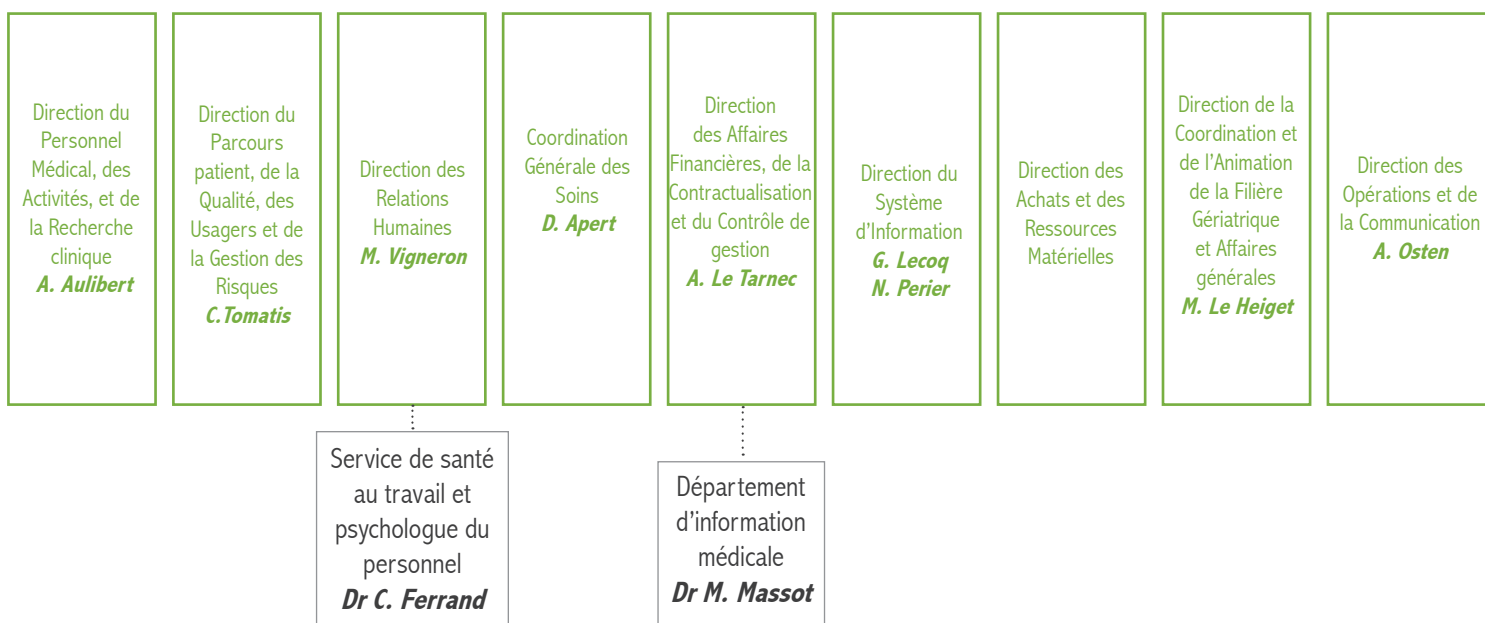 Direction du
Personnel
Médical, des
Activités, et de
la Recherche
clinique
A. Aulibert
Direction du
Parcours
patient, de la
Qualité, des
Usagers et de
la Gestion des
Risques
C.Tomatis
Direction des
Relations
Humaines
M. Vigneron
Coordination
Générale des
Soins
D. Apert
Direction
des Affaires
Financières, de la
Contractualisation
et du Contrôle de
gestion
A. Le Tarnec
Direction du
Système
d'Information
G. Lecoq
N. Perier
Direction des
Achats et des
Ressources
Matérielles
Direction de la
Coordination et
de l'Animation
de la Filière
Gériatrique
et Affaires
générales
M. Le Heiget
Direction des
Opérations et de
la Communication
A. Osten
Service de santé
au travail et
psychologue du
personnel
Dr C. Ferrand
Département
d'information
médicale
Dr M. Massot